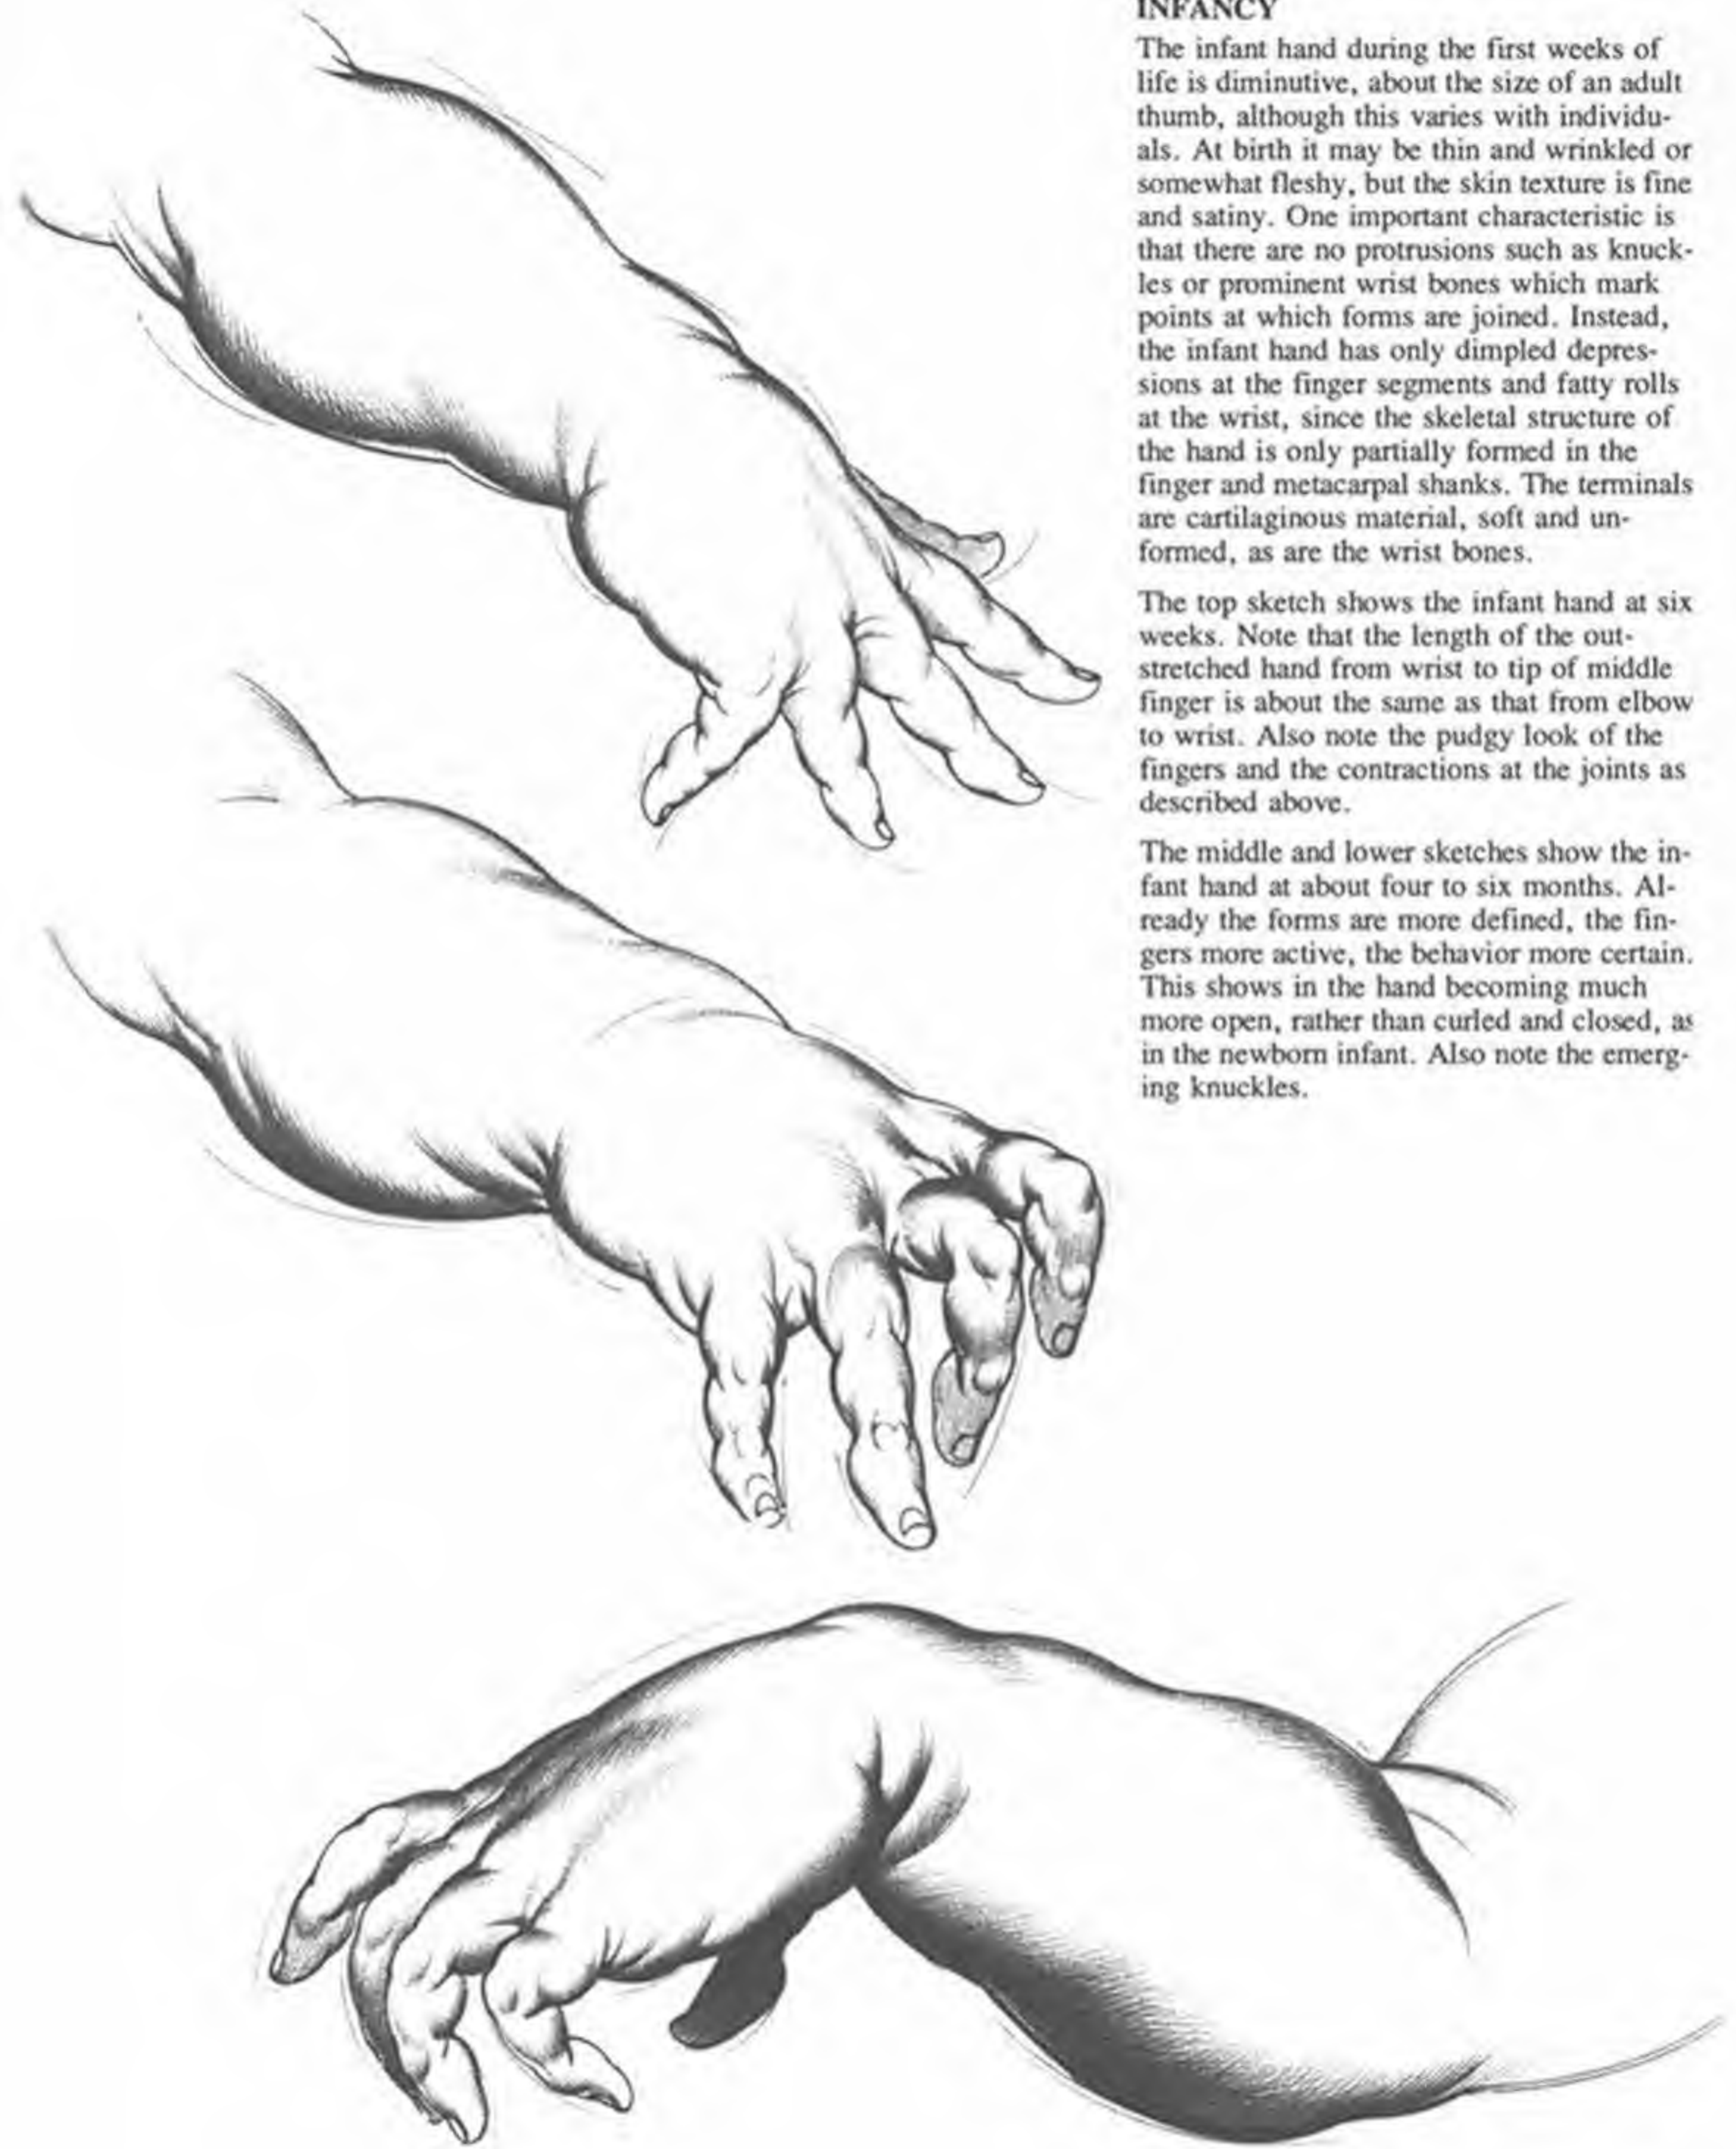 INFANCY
The infant hand during the first weeks of
life is diminutive, about the size of an adult
thumb, although this varies with individu-
als. At birth it may be thin and wrinkled or
somewhat fleshy, but the skin texture is fine
and satiny. One important characteristic is
that there are no protrusions such as knuck-
les or prominent wrist bones which mark
points at which forms are joined. Instead,
the infant hand has only dimpled depres-
sions at the finger segments and fatty rolls
at the wrist, since the skeletal structure of
the hand is only partially formed in the
finger and metacarpal shanks. The terminals
are cartilaginous material, soft and un-
formed, as are the wrist bones.
The top sketch shows the infant hand at six
weeks. Note that the length of the out-
stretched hand from wrist to tip of middle
finger is about the same as that from elbow
to wrist. Also note the pudgy look of the
fingers and the contractions at the joints as
described above.
The middle and lower sketches show the in-
fant hand at about four to six months. Al-
ready the forms are more defined, the fin-
gers more active, the behavior more certain.
This shows in the hand becoming much
more open, rather than curled and closed, as
in the newborn infant. Also note the emerg-
ing knuckles.